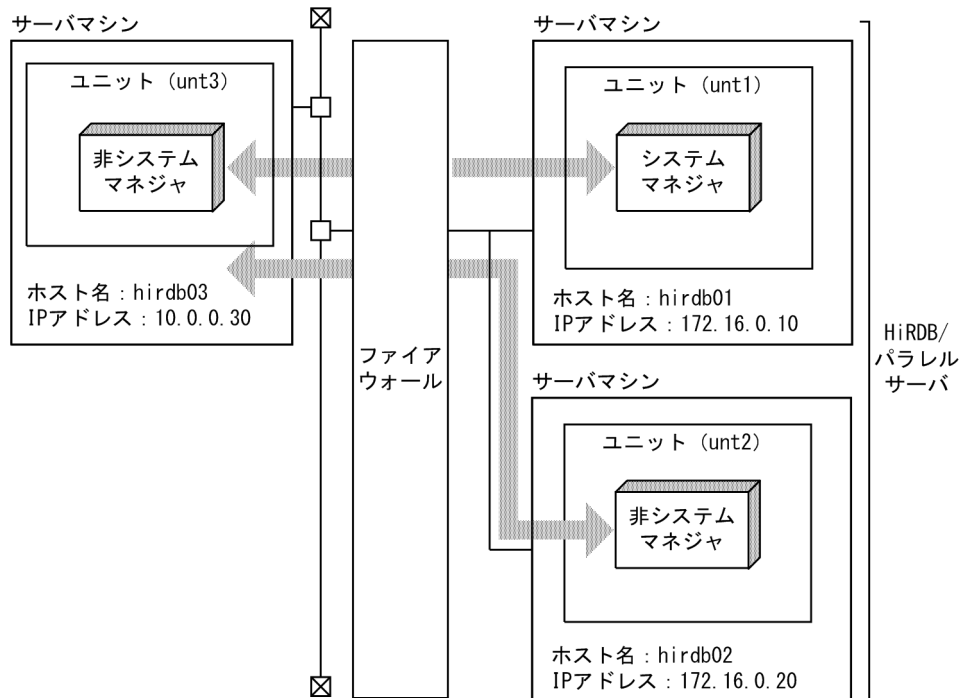 サーバマシン
ユニット (unt3)
非システム
マネジャ
ホスト名：hirdb03
IPアドレス：10.0.0.30
ファイア
ウォール
サーバマシン
ユニット (unt1)
システム
マネジャ
ホスト名：hirdb01
IPアドレス：172.16.0.10
サーバマシン
ユニット (unt2)
非システム
マネジャ
ホスト名：hirdb02
IPアドレス：172.16.0.20
HiRDB/
パラレル
サーバ